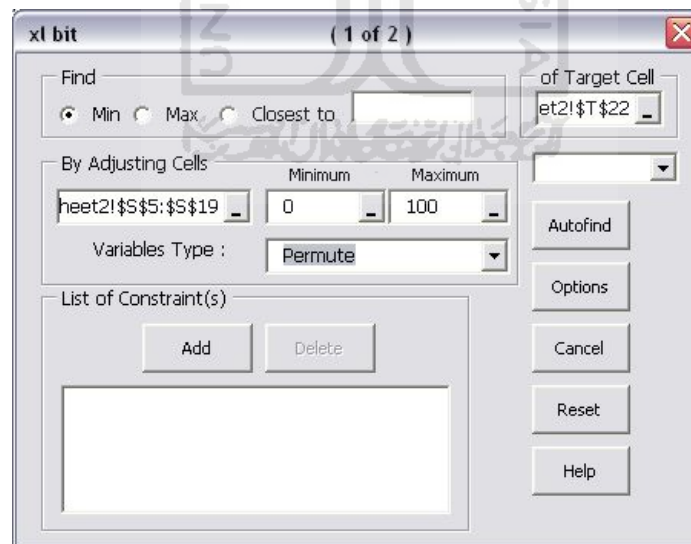 xl bit ( 1 of 2 )
Find
Min Max Closest to
of Target Cell
et2!$T$22
By Adjusting Cells
Minimum Maximum
heet2!$S$5:$S$19 0 100
Variables Type : Permute
List of Constraint(s)
Add Delete
Autofind
Options
Cancel
Reset
Help